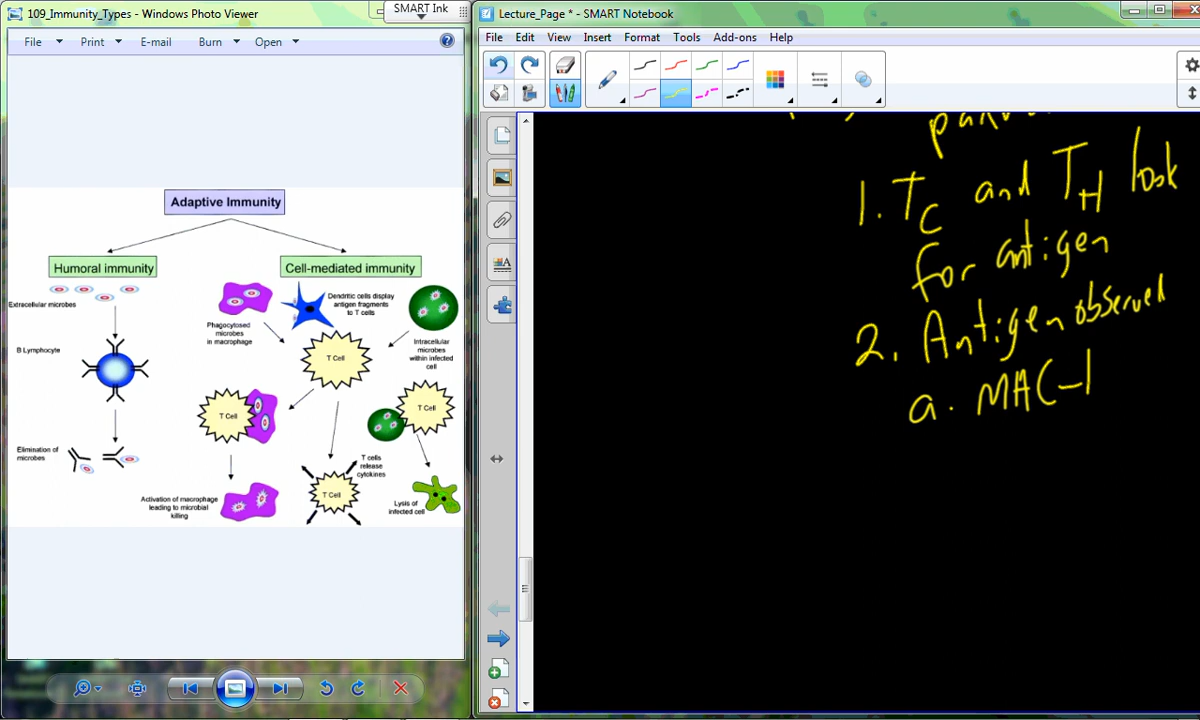 109_Immunity_Types - Windows Photo Viewer
SMART Ink
File Print E-mail Burn Open
Adaptive Immunity
Humoral immunity
Cell-mediated immunity
Extracellular microbes
Phagocytosed
microbes
in macrophage
Dendritic cells display
antigen fragments
to T cells
T Cell
Intracellular
microbes
within infected
cell
B Lymphocyte
T Cell
T Cell
Elimination of
microbes
T cells
release
cytokines
Activation of macrophage
leading to microbial
killing
T Cell
Lysis of
infected cell
Lecture_Page * - SMART Notebook
File Edit View Insert Format Tools Add-ons Help
1. TC and TH look
for antigen
2. Antigen observed
a. MAC-1